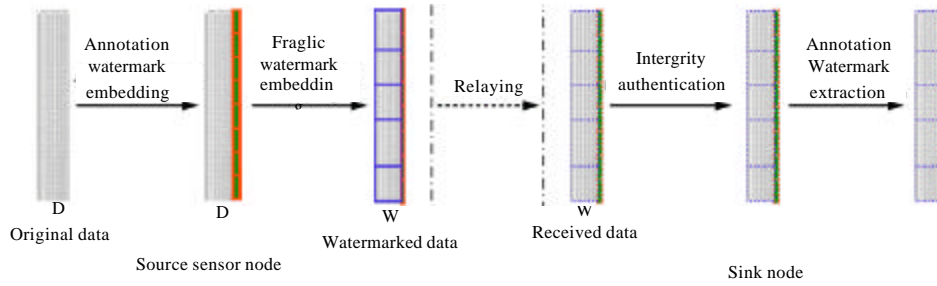 Annotation
watermark
embedding
Fraglic
watermark
embeddin
g
Relaying
Intergrity
authentication
Annotation
Watermark
extraction
D
D
W
W
Original data
Watermarked data
Received data
Source sensor node
Sink node